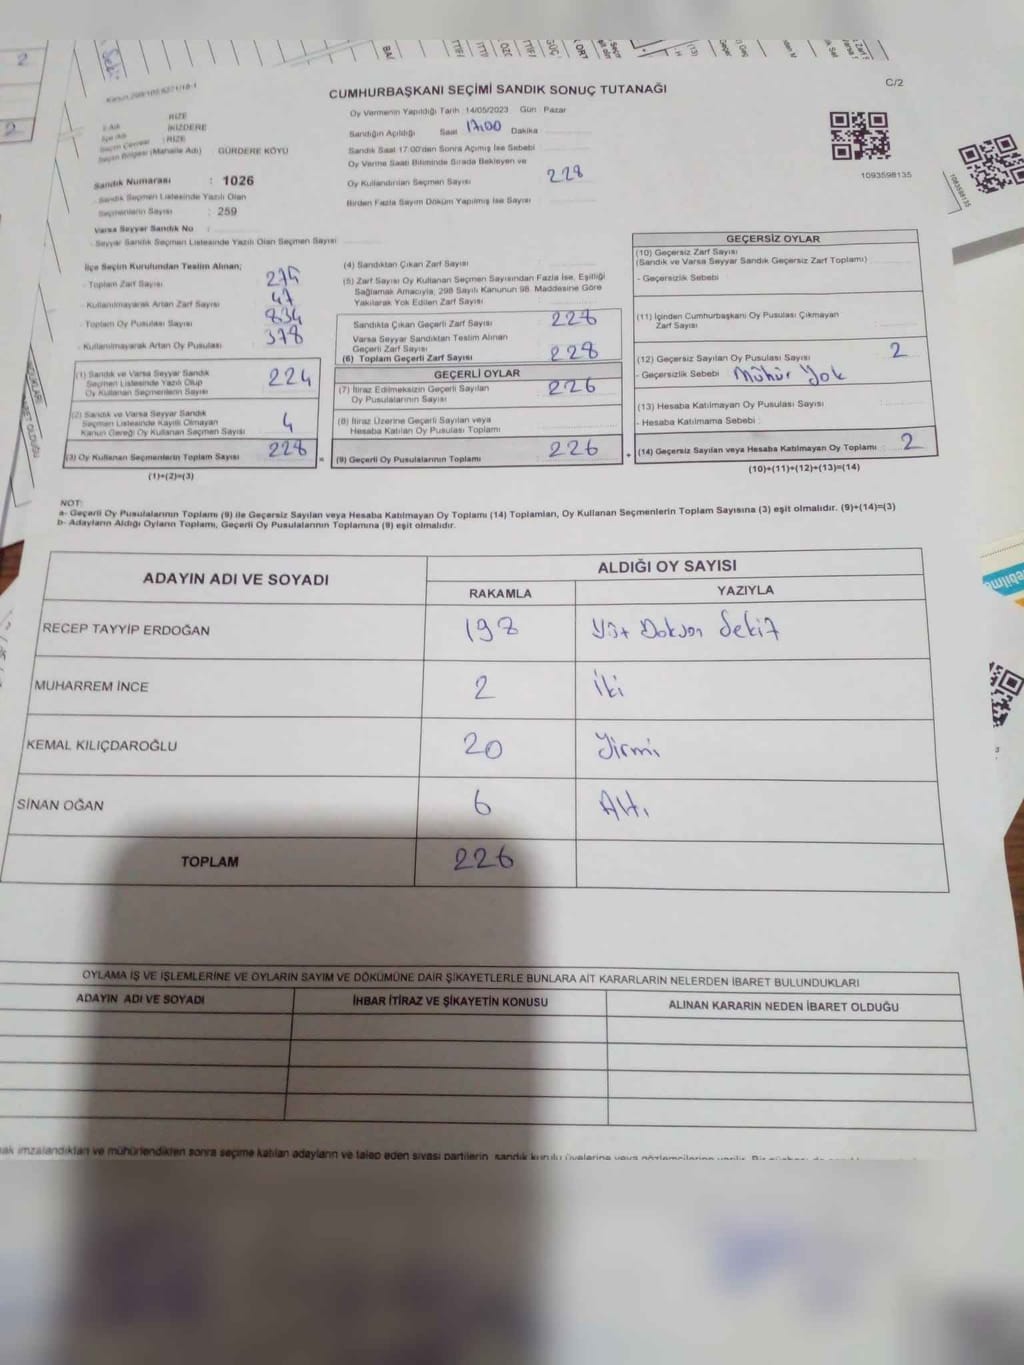 CUMHURBAŞKANI SEÇİMİ SANDIK SONUÇ TUTANAĞI
C/2
RİZE
İKİZDERE
: RİZE
Seçim Bölgesi (Mahalle Adı) GÜRDERE KÖYÜ
Sandık Numarası : 1026
- Sandık Seçmen Listesinde Yazılı Olan
Seçmenlerin Sayısı : 259
Varsa Seyyar Sandık No :
- Seyyar Sandık Seçmen Listesinde Yazılı Olan Seçmen Sayısı
Oy Vermenin Yapıldığı Tarih : 14/05/2023 Gün : Pazar
Sandığın Açıldığı Saat 17:00 Dakika
Sandık Saat 17:00'den Sonra Açılmış İse Sebebi
Oy Verme Saati Bitiminde Sırada Bekleyen ve
Oy Kullandırılan Seçmen Sayısı 228
Birden Fazla Sayım Döküm Yapılmış İse Sayısı
1093598135
1093598135
İlçe Seçim Kurulundan Teslim Alınan;
- Toplam Zarf Sayısı 275
- Kullanılmayarak Artan Zarf Sayısı 47
- Toplam Oy Pusulası Sayısı 834
- Kullanılmayarak Artan Oy Pusulası 378
(1) Sandık ve Varsa Seyyar Sandık
Seçmen Listesinde Yazılı Olup
Oy Kullanan Seçmenlerin Sayısı 224
(2) Sandık ve Varsa Seyyar Sandık
Seçmen Listesinde Kayıtlı Olmayan
Kanun Gereği Oy Kullanan Seçmen Sayısı 4
(3) Oy Kullanan Seçmenlerin Toplam Sayısı 228
(1)+(2)=(3)
(4) Sandıktan Çıkan Zarf Sayısı :
(5) Zarf Sayısı Oy Kullanan Seçmen Sayısından Fazla İse, Eşitliği
Sağlamak Amacıyla, 298 Sayılı Kanunun 98. Maddesine Göre
Yakılarak Yok Edilen Zarf Sayısı :
Sandıkta Çıkan Geçerli Zarf Sayısı 228
Varsa Seyyar Sandıktan Teslim Alınan
Geçerli Zarf Sayısı
(6) Toplam Geçerli Zarf Sayısı 228
GEÇERLİ OYLAR
(7) İtiraz Edilmeksizin Geçerli Sayılan
Oy Pusulalarının Sayısı 226
(8) İtiraz Üzerine Geçerli Sayılan veya
Hesaba Katılan Oy Pusulası Toplamı
= (9) Geçerli Oy Pusulalarının Toplamı 226
GEÇERSİZ OYLAR
(10) Geçersiz Zarf Sayısı
(Sandık ve Varsa Seyyar Sandık Geçersiz Zarf Toplamı)
- Geçersizlik Sebebi
(11) İçinden Cumhurbaşkanı Oy Pusulası Çıkmayan
Zarf Sayısı
(12) Geçersiz Sayılan Oy Pusulası Sayısı 2
- Geçersizlik Sebebi Mühür Yok
(13) Hesaba Katılmayan Oy Pusulası Sayısı
- Hesaba Katılmama Sebebi
+ (14) Geçersiz Sayılan veya Hesaba Katılmayan Oy Toplamı 2
(10)+(11)+(12)+(13)=(14)
NOT:
a- Geçerli Oy Pusulalarının Toplamı (9) ile Geçersiz Sayılan veya Hesaba Katılmayan Oy Toplamı (14) Toplamları, Oy Kullanan Seçmenlerin Toplam Sayısına (3) eşit olmalıdır. (9)+(14)=(3)
b- Adayların Aldığı Oyların Toplamı, Geçerli Oy Pusulalarının Toplamına (9) eşit olmalıdır.
ADAYIN ADI VE SOYADI ALDIĞI OY SAYISI
RAKAMLA YAZIYLA
RECEP TAYYİP ERDOĞAN 198 Yüz Doksan Sekiz
MUHARREM İNCE 2 İki
KEMAL KILIÇDAROĞLU 20 Yirmi
SİNAN OĞAN 6 Altı
TOPLAM 226
OYLAMA İŞ VE İŞLEMLERİNE VE OYLARIN SAYIM VE DÖKÜMÜNE DAİR ŞİKAYETLERLE BUNLARA AİT KARARLARIN NELERDEN İBARET BULUNDUKLARI
ADAYIN ADI VE SOYADI İHBAR İTİRAZ VE ŞİKAYETİN KONUSU ALINAN KARARIN NEDEN İBARET OLDUĞU
imzalandıktan ve mühürlendikten sonra seçime katılan adayların ve talep eden siyasi partilerin sandık kurulu üyelerine veya gözlemcilerine verilir.